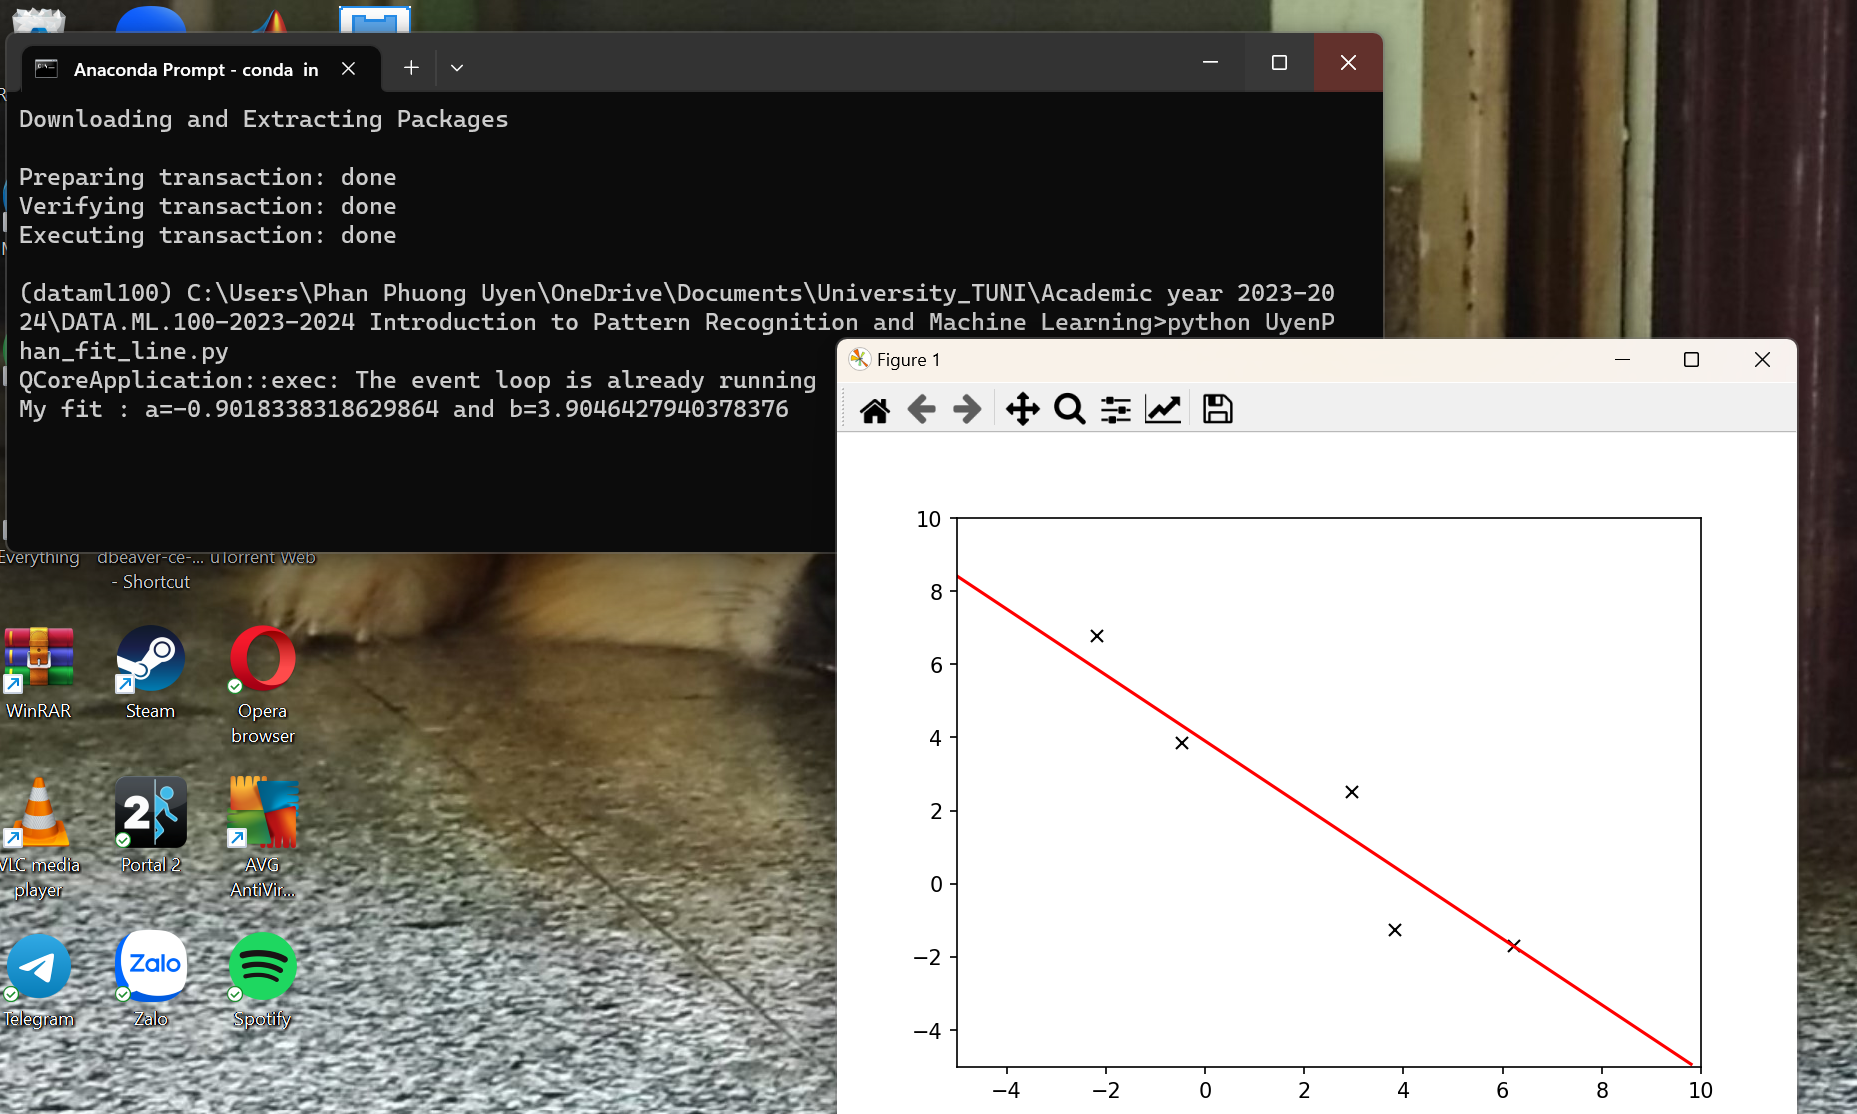 Anaconda Prompt - conda  in
Downloading and Extracting Packages
Preparing transaction: done
Verifying transaction: done
Executing transaction: done
(dataml100) C:\Users\Phan Phuong Uyen\OneDrive\Documents\University_TUNI\Academic year 2023-20
24\DATA.ML.100-2023-2024 Introduction to Pattern Recognition and Machine Learning>python UyenP
han_fit_line.py
QCoreApplication::exec: The event loop is already running
My fit : a=-0.9018338318629864 and b=3.9046427940378376
Figure 1
10
8
6
4
2
0
−2
−4
−4 −2 0 2 4 6 8 10
Everything dbeaver-ce-... uTorrent Web
- Shortcut
WinRAR Steam Opera
browser
2
VLC media Portal 2 AVG
player AntiVir...
Zalo
Telegram Zalo Spotify